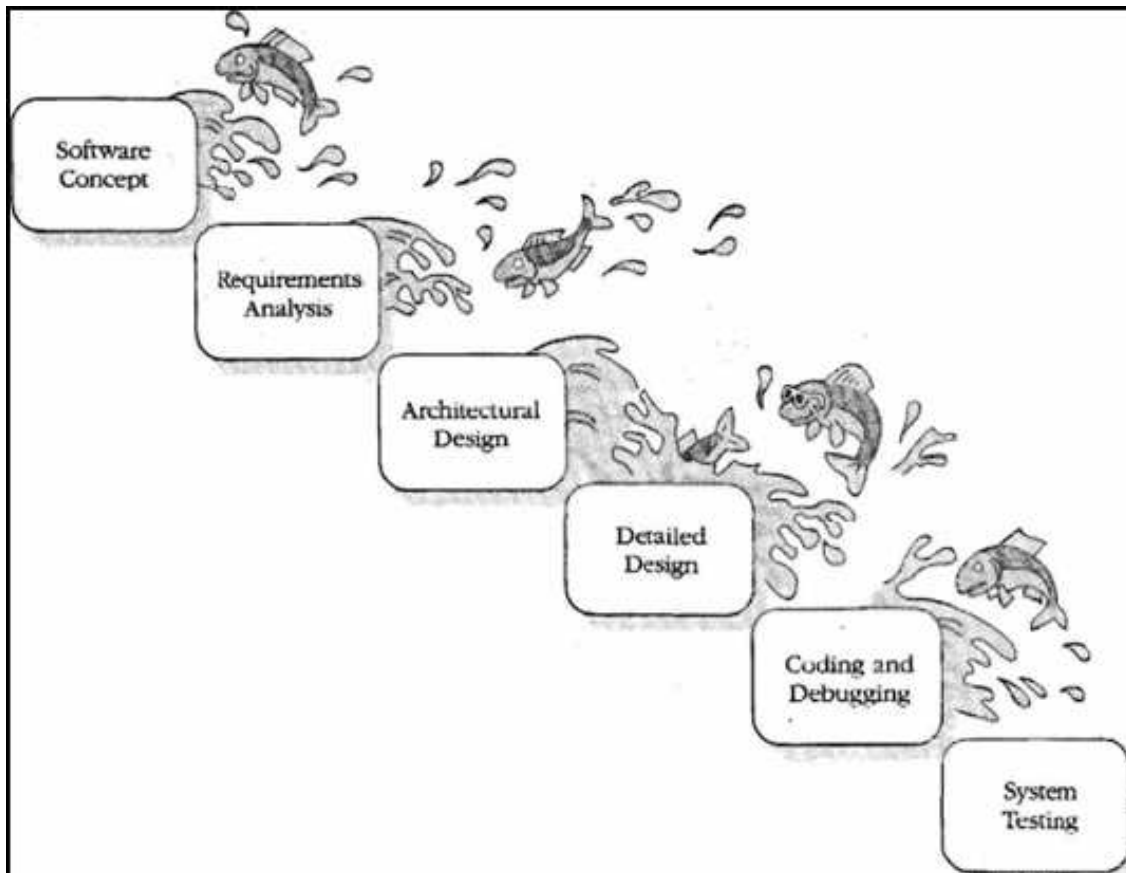 Software
Concept
Requirements
Analysis
Architectural
Design
Detailed
Design
Coding and
Debugging
System
Testing